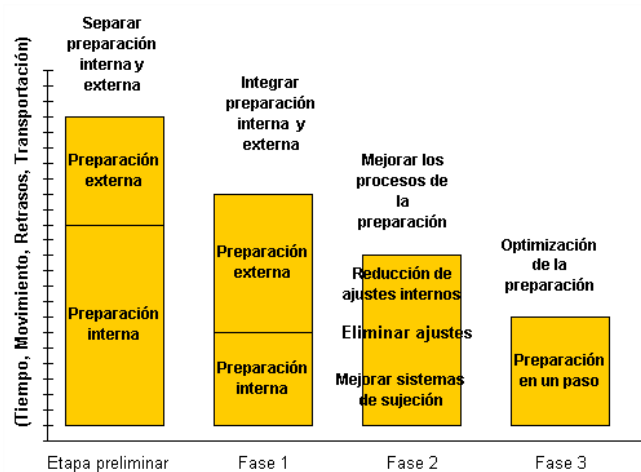 (Tiempo, Movimiento, Retrasos, Transportación)
Separar
preparación
interna y
externa
Preparación
externa
Preparación
interna
Etapa preliminar
Integrar
preparación
interna y
externa
Preparación
externa
Preparación
interna
Fase 1
Mejorar los
procesos de
la
preparación
Reducción de
ajustes internos
Eliminar ajustes
Mejorar sistemas
de sujeción
Fase 2
Optimización
de la
preparación
Preparación
en un paso
Fase 3